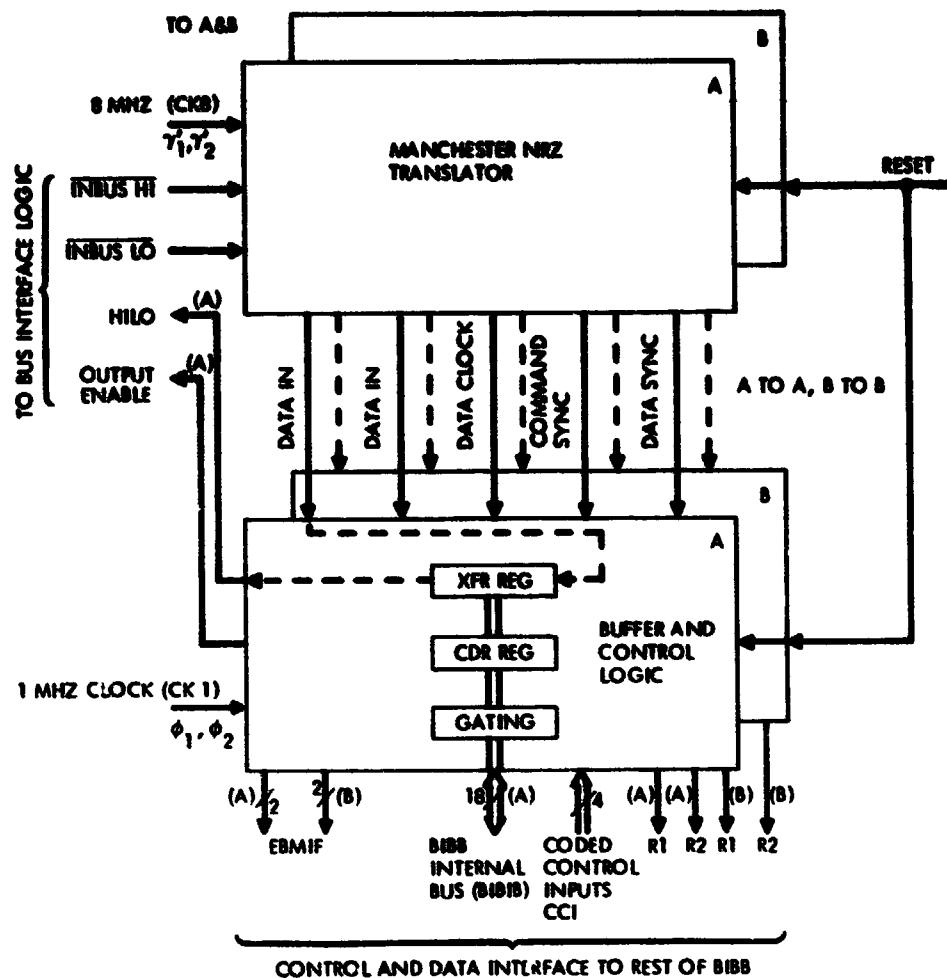 TO A&B
B
A
8 MHZ (CK8)
γ'1, γ'2
MANCHESTER NRZ
TRANSLATOR
RESET
INBUS HI
INBUS LO
TO BUS INTERFACE LOGIC
(A)
HILO
(A)
OUTPUT
ENABLE
DATA IN
DATA IN
DATA CLOCK
COMMAND
SYNC
DATA SYNC
A TO A, B TO B
B
A
XFR REG
BUFFER AND
CONTROL
LOGIC
CDR REG
GATING
1 MHZ CLOCK (CK 1)
ϕ1, ϕ2
(A) 2
2 (B)
18 (A)
4
(A) (A) (B) (B)
EBMIF
BIBB
INTERNAL
BUS (BIBIB)
CODED
CONTROL
INPUTS
CCI
R1 R2 R1 R2
CONTROL AND DATA INTERFACE TO REST OF BIBB